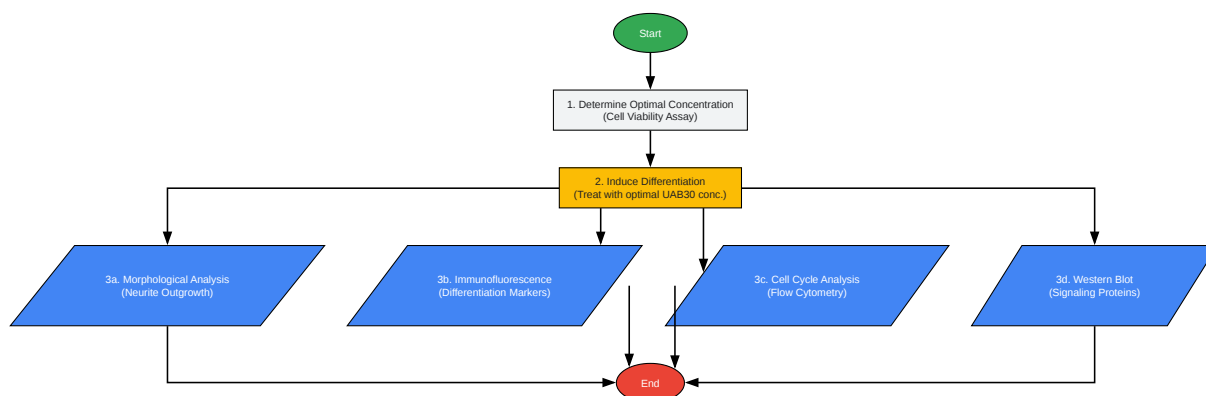 Start
1. Determine Optimal Concentration
(Cell Viability Assay)
2. Induce Differentiation
(Treat with optimal UAB30 conc.)
3a. Morphological Analysis
(Neurite Outgrowth)
3b. Immunofluorescence
(Differentiation Markers)
3c. Cell Cycle Analysis
(Flow Cytometry)
3d. Western Blot
(Signaling Proteins)
End